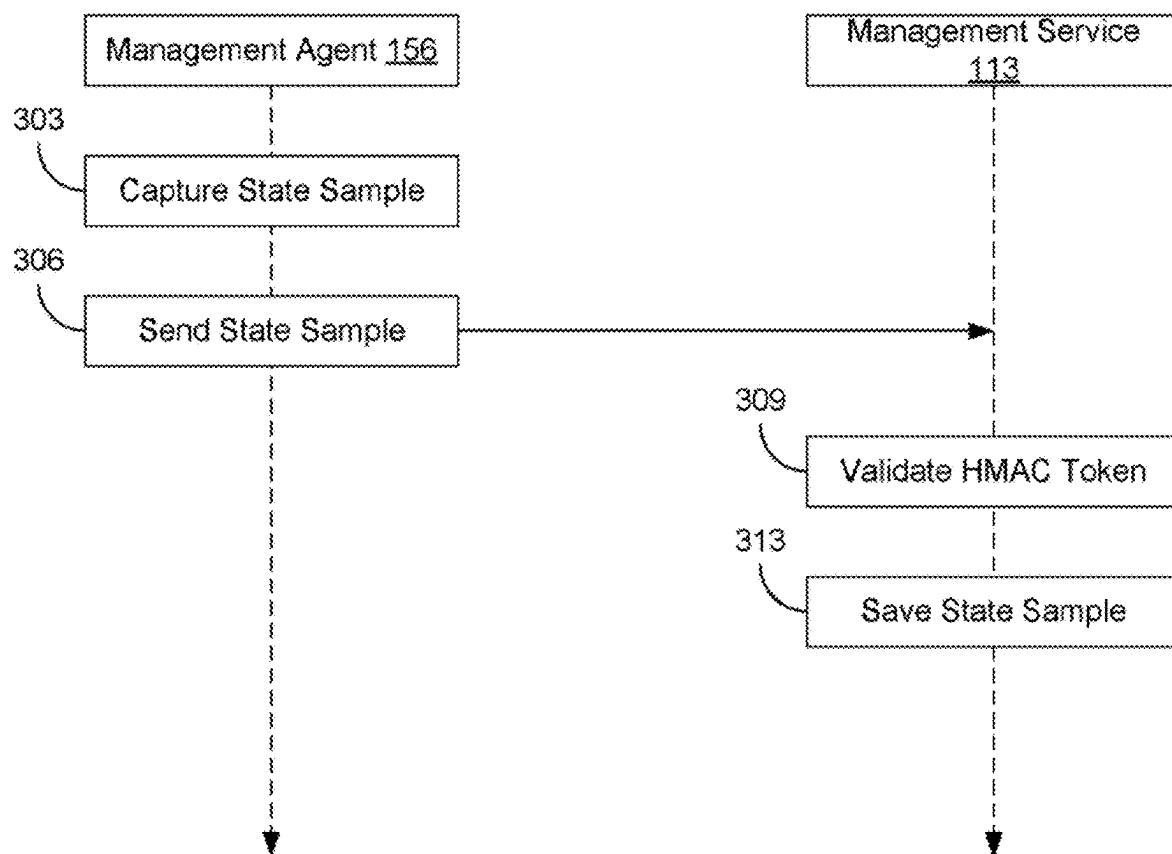 Management Agent 156
Management Service
113
303
Capture State Sample
306
Send State Sample
309
Validate HMAC Token
313
Save State Sample